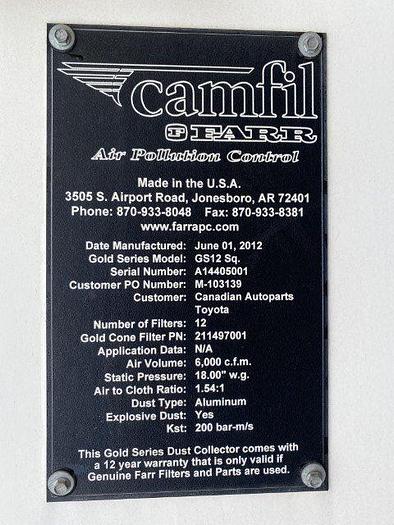 camfil
FARR
Air Pollution Control
Made in the U.S.A.
3505 S. Airport Road, Jonesboro, AR 72401
Phone: 870-933-8048 Fax: 870-933-8381
www.farrapc.com
Date Manufactured: June 01, 2012
Gold Series Model: GS12 Sq.
Serial Number: A14405001
Customer PO Number: M-103139
Customer: Canadian Autoparts
Toyota
Number of Filters: 12
Gold Cone Filter PN: 211497001
Application Data: N/A
Air Volume: 6,000 c.f.m.
Static Pressure: 18.00" w.g.
Air to Cloth Ratio: 1.54:1
Dust Type: Aluminum
Explosive Dust: Yes
Kst: 200 bar-m/s
This Gold Series Dust Collector comes with
a 12 year warranty that is only valid if
Genuine Farr Filters and Parts are used.